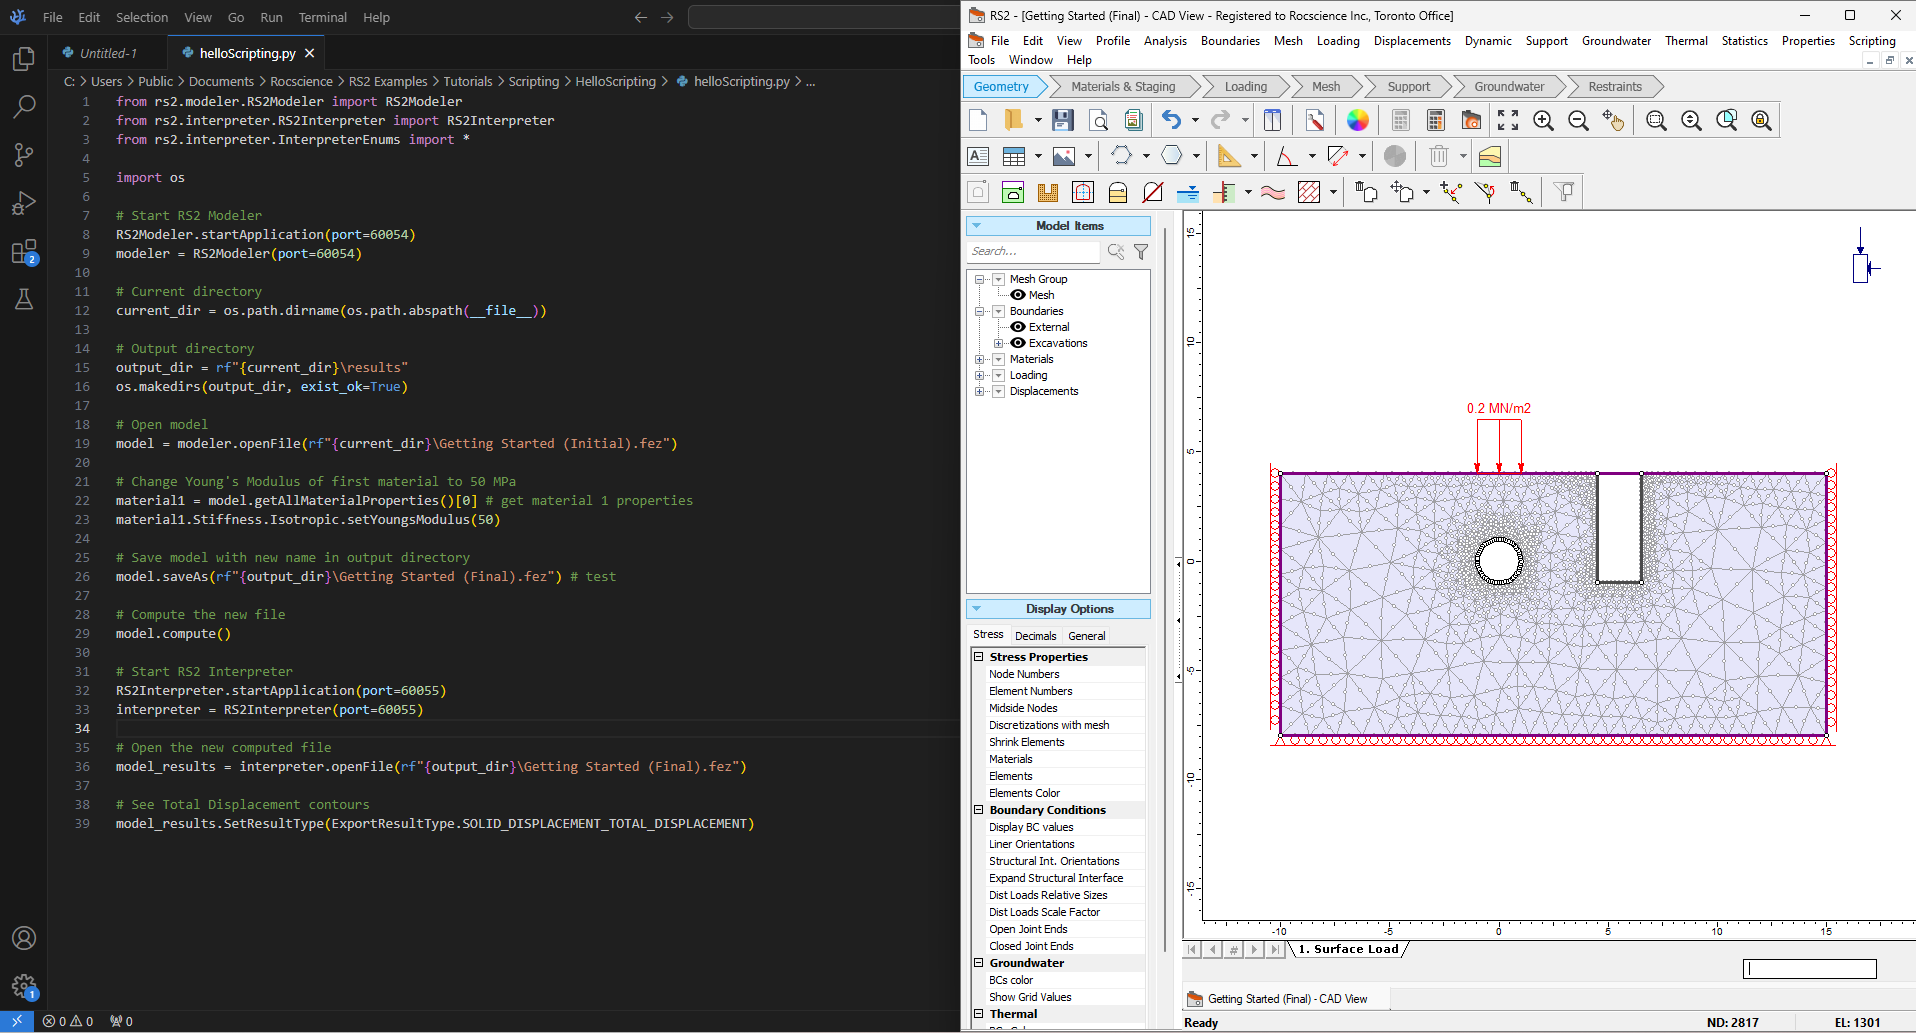 File Edit Selection View Go Run Terminal Help
Untitled-1 helloScripting.py
C: > Users > Public > Documents > Rocscience > RS2 Examples > Tutorials > Scripting > HelloScripting > helloScripting.py > ...
1 from rs2.modeler.RS2Modeler import RS2Modeler
2 from rs2.interpreter.RS2Interpreter import RS2Interpreter
3 from rs2.interpreter.InterpreterEnums import *
4
5 import os
6
7 # Start RS2 Modeler
8 RS2Modeler.startApplication(port=60054)
9 modeler = RS2Modeler(port=60054)
10
11 # Current directory
12 current_dir = os.path.dirname(os.path.abspath(__file__))
13
14 # Output directory
15 output_dir = rf"{current_dir}\results"
16 os.makedirs(output_dir, exist_ok=True)
17
18 # Open model
19 model = modeler.openFile(rf"{current_dir}\Getting Started (Initial).fez")
20
21 # Change Young's Modulus of first material to 50 MPa
22 material1 = model.getAllMaterialProperties()[0] # get material 1 properties
23 material1.Stiffness.Isotropic.setYoungsModulus(50)
24
25 # Save model with new name in output directory
26 model.saveAs(rf"{output_dir}\Getting Started (Final).fez") # test
27
28 # Compute the new file
29 model.compute()
30
31 # Start RS2 Interpreter
32 RS2Interpreter.startApplication(port=60055)
33 interpreter = RS2Interpreter(port=60055)
34
35 # Open the new computed file
36 model_results = interpreter.openFile(rf"{output_dir}\Getting Started (Final).fez")
37
38 # See Total Displacement contours
39 model_results.SetResultType(ExportResultType.SOLID_DISPLACEMENT_TOTAL_DISPLACEMENT)
2
1
0 0 0
RS2 - [Getting Started (Final) - CAD View - Registered to Rocscience Inc., Toronto Office]
File Edit View Profile Analysis Boundaries Mesh Loading Displacements Dynamic Support Groundwater Thermal Statistics Properties Scripting
Tools Window Help
Geometry Materials & Staging Loading Mesh Support Groundwater Restraints
Model Items
Search...
Mesh Group
Mesh
Boundaries
External
Excavations
Materials
Loading
Displacements
Display Options
Stress Decimals General
Stress Properties
Node Numbers
Element Numbers
Midside Nodes
Discretizations with mesh
Shrink Elements
Materials
Elements
Elements Color
Boundary Conditions
Display BC values
Liner Orientations
Structural Int. Orientations
Expand Structural Interface
Dist Loads Relative Sizes
Dist Loads Scale Factor
Open Joint Ends
Closed Joint Ends
Groundwater
BCs color
Show Grid Values
Thermal
0.2 MN/m2
15
10
5
0
-5
-10
-15
-10 -5 0 5 10 15
# 1. Surface Load
Getting Started (Final) - CAD View
Ready ND: 2817 EL: 1301